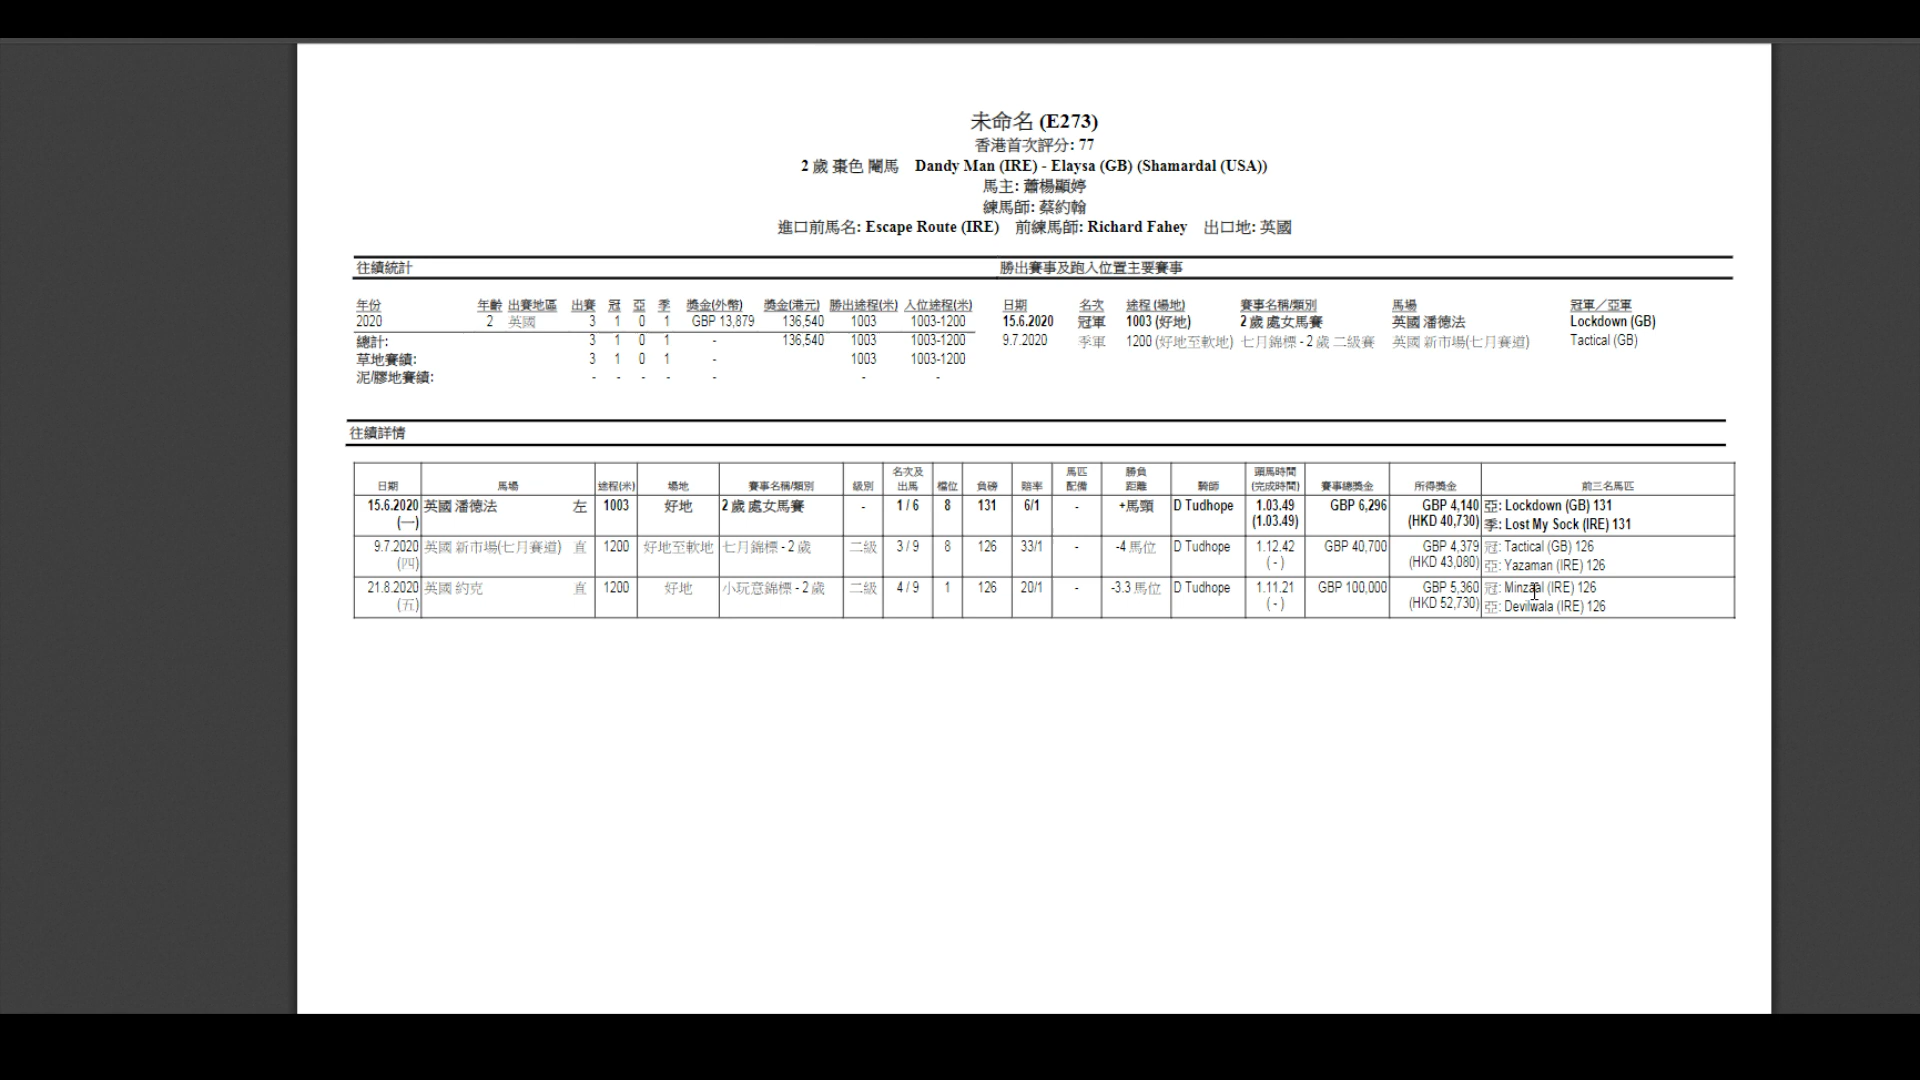 未命名 (E273)
香港首次評分: 77
2 歲 棗色 閹馬 Dandy Man (IRE) - Elaysa (GB) (Shamardal (USA))
馬主: 蕭楊顯婷
練馬師: 蔡約翰
進口前馬名: Escape Route (IRE) 前練馬師: Richard Fahey 出口地: 英國
往績統計 勝出賽事及跑入位置主要賽事
年份 年齡 出賽地區 出賽 冠 亞 季 獎金(外幣) 獎金(港元) 勝出途程(米) 入位途程(米) 日期 名次 途程 (場地) 賽事名稱/類別 馬場 冠軍／亞軍
2020 2 英國 3 1 0 1 GBP 13,879 136,540 1003 1003-1200 15.6.2020 冠軍 1003 (好地) 2 歲 處女馬賽 英國 潘德法 Lockdown (GB)
總計: 3 1 0 1 - 136,540 1003 1003-1200 9.7.2020 季軍 1200 (好地至軟地) 七月錦標 - 2 歲 二級賽 英國 新市場(七月賽道) Tactical (GB)
草地賽績: 3 1 0 1 - 1003 1003-1200
泥/膠地賽績: - - - - - - -
往績詳情
日期 馬場 途程(米) 場地 賽事名稱/類別 級別 名次及出馬 檔位 負磅 賠率 馬匹配備 勝負距離 騎師 頭馬時間 (完成時間) 賽事總獎金 所得獎金 前三名馬匹
15.6.2020 英國 潘德法 左 1003 好地 2 歲 處女馬賽 - 1 / 6 8 131 6/1 - +馬頸 D Tudhope 1.03.49 GBP 6,296 GBP 4,140 亞: Lockdown (GB) 131
(一) (1.03.49) (HKD 40,730) 季: Lost My Sock (IRE) 131
9.7.2020 英國 新市場(七月賽道) 直 1200 好地至軟地 七月錦標 - 2 歲 二級 3 / 9 8 126 33/1 - -4 馬位 D Tudhope 1.12.42 GBP 40,700 GBP 4,379 冠: Tactical (GB) 126
(四) ( - ) (HKD 43,080) 亞: Yazaman (IRE) 126
21.8.2020 英國 約克 直 1200 好地 小玩意錦標 - 2 歲 二級 4 / 9 1 126 20/1 - -3.3 馬位 D Tudhope 1.11.21 GBP 100,000 GBP 5,360 冠: Minzaal (IRE) 126
(五) ( - ) (HKD 52,730) 亞: Devilwala (IRE) 126